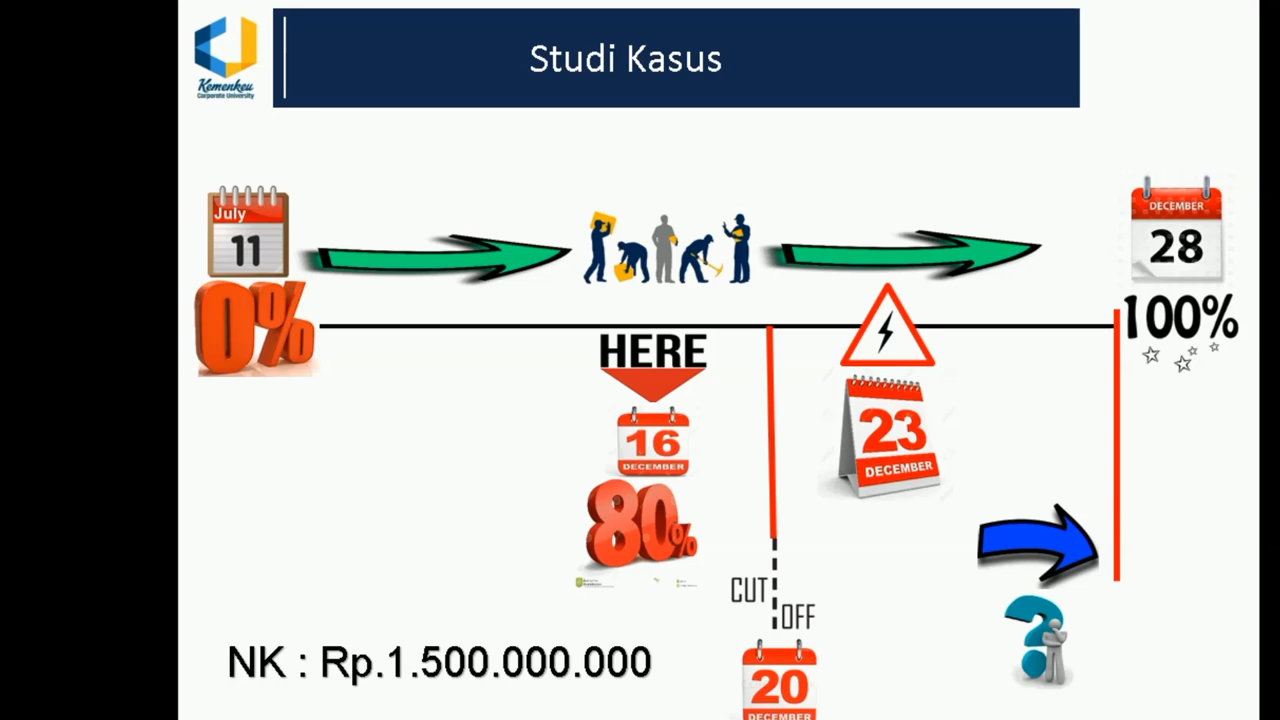 Kemenkeu
Corporate University
Studi Kasus
July
11
0%
DECEMBER
28
100%
HERE
16
DECEMBER
80%
23
DECEMBER
CUT
OFF
20
DECEMBER
NK : Rp.1.500.000.000